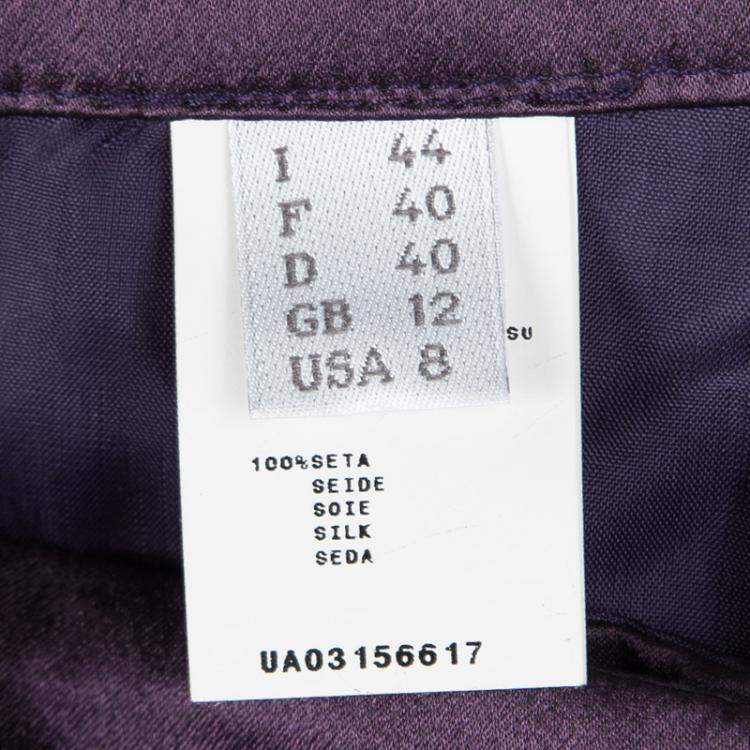 I 44
F 40
D 40
GB 12
USA 8
SU
100%SETA
SEIDE
SOIE
SILK
SEDA
UA03156617